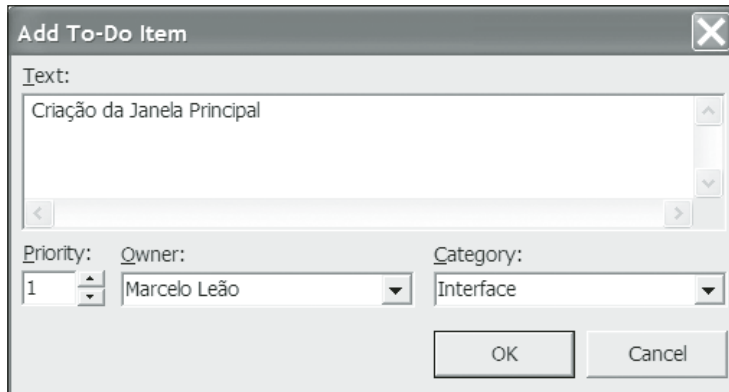 Add To-Do Item
Text:
Criação da Janela Principal
Priority: Owner: Category:
1 Marcelo Leão Interface
OK Cancel